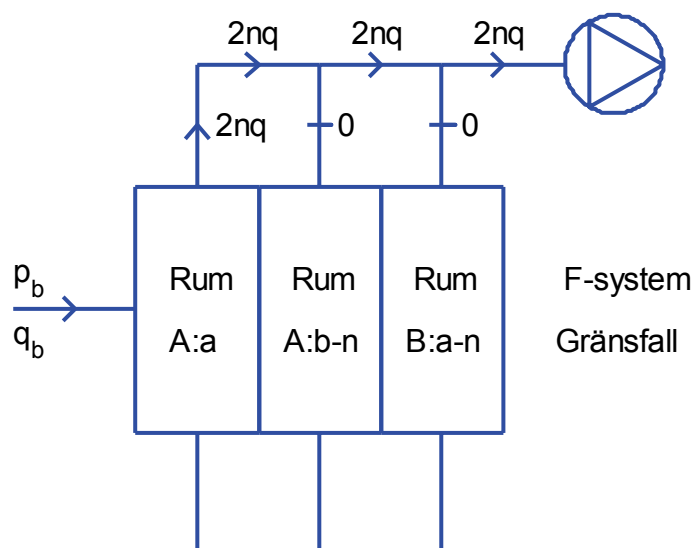 2nq 2nq 2nq
2nq 0 0
p_b
Rum Rum Rum F-system
q_b
A:a A:b-n B:a-n Gränsfall